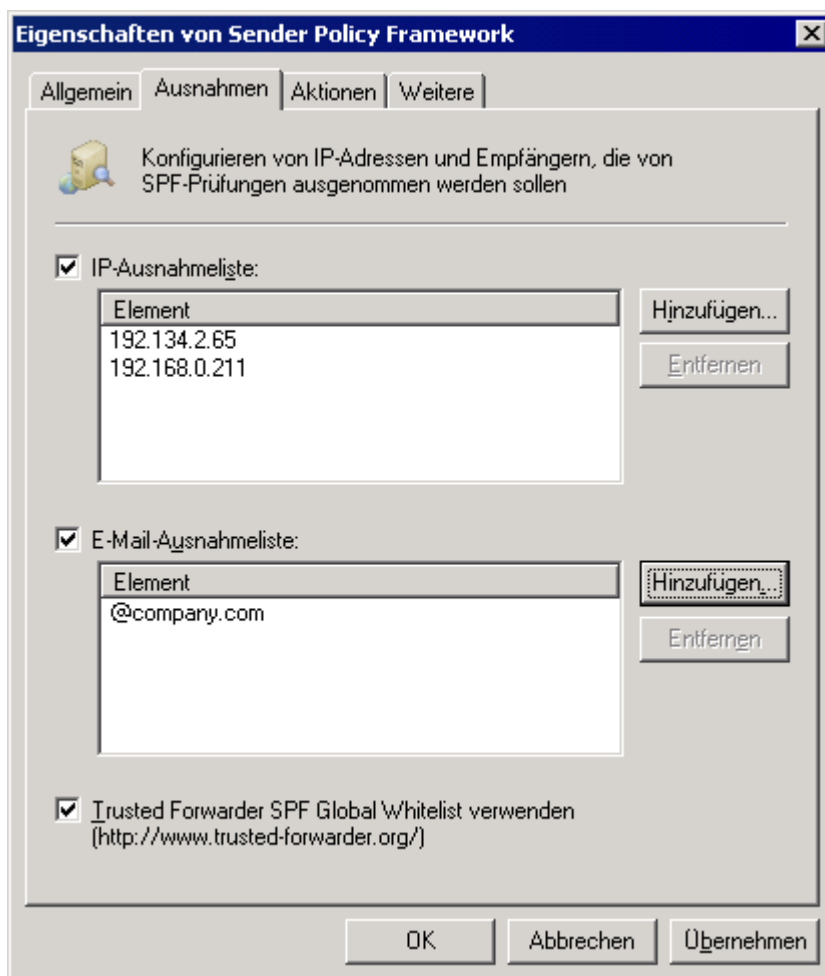 Eigenschaften von Sender Policy Framework
Allgemein Ausnahmen Aktionen Weitere
Konfigurieren von IP-Adressen und Empfängern, die von
SPF-Prüfungen ausgenommen werden sollen
IP-Ausnahmeliste:
Element
192.134.2.65
192.168.0.211
Hinzufügen...
Entfernen
E-Mail-Ausnahmeliste:
Element
@company.com
Hinzufügen...
Entfernen
Trusted Forwarder SPF Global Whitelist verwenden
(http://www.trusted-forwarder.org/)
OK Abbrechen Übernehmen